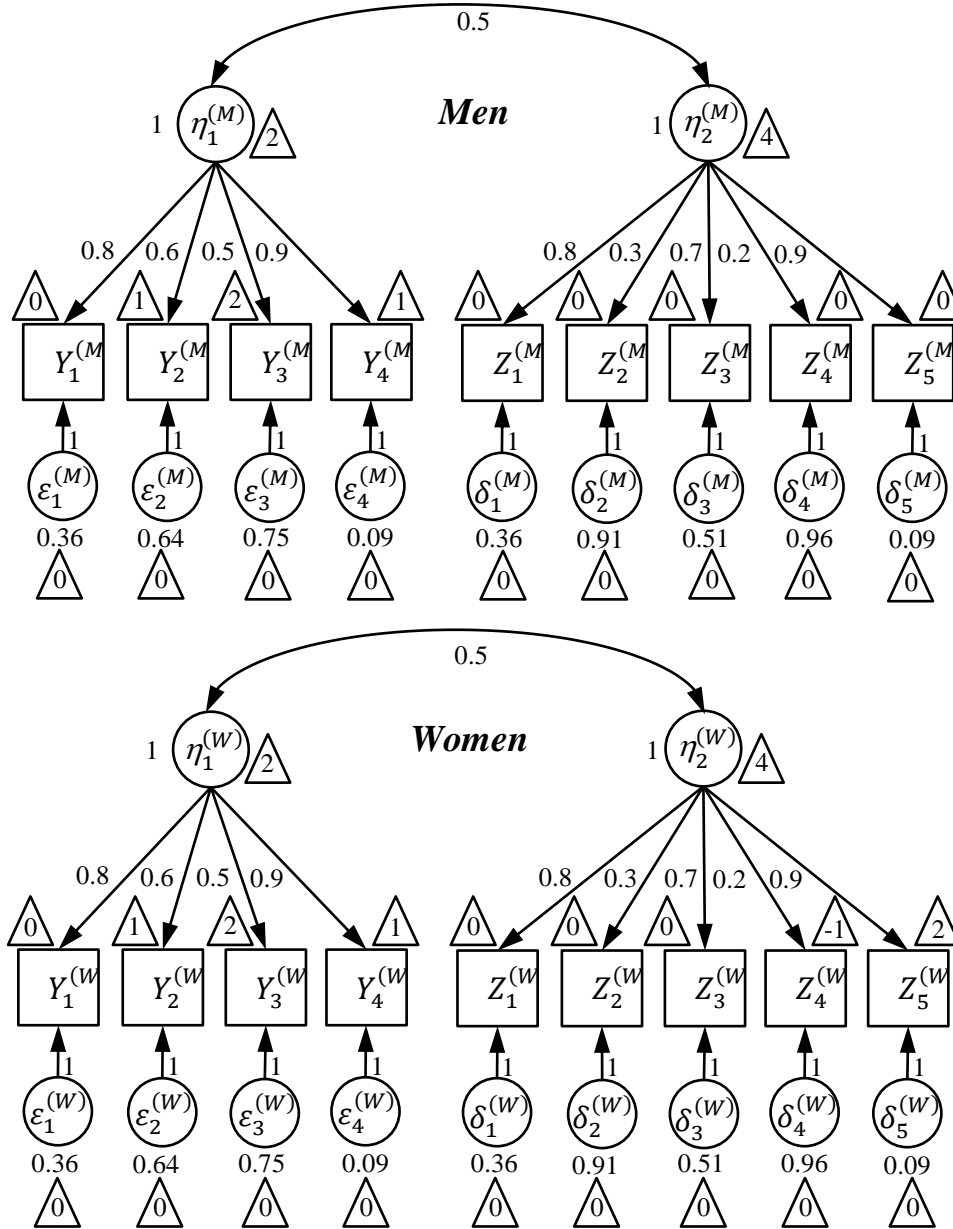 0.5
Men
1 η₁^(M) 2 1 η₂^(M) 4
0.8 0.6 0.5 0.9 0.8 0.3 0.7 0.2 0.9
0 1 2 1 0 0 0 0 0
Y₁^(M Y₂^(M Y₃^(M Y₄^(M Z₁^(M Z₂^(M Z₃^(M Z₄^(M Z₅^(M
1 1 1 1 1 1 1 1 1
ε₁^(M) ε₂^(M) ε₃^(M) ε₄^(M) δ₁^(M) δ₂^(M) δ₃^(M) δ₄^(M) δ₅^(M)
0.36 0.64 0.75 0.09 0.36 0.91 0.51 0.96 0.09
0 0 0 0 0 0 0 0 0
0.5
Women
1 η₁^(W) 2 1 η₂^(W) 4
0.8 0.6 0.5 0.9 0.8 0.3 0.7 0.2 0.9
0 1 2 1 0 0 0 -1 2
Y₁^(W Y₂^(W Y₃^(W Y₄^(W Z₁^(W Z₂^(W Z₃^(W Z₄^(W Z₅^(W
1 1 1 1 1 1 1 1 1
ε₁^(W) ε₂^(W) ε₃^(W) ε₄^(W) δ₁^(W) δ₂^(W) δ₃^(W) δ₄^(W) δ₅^(W)
0.36 0.64 0.75 0.09 0.36 0.91 0.51 0.96 0.09
0 0 0 0 0 0 0 0 0